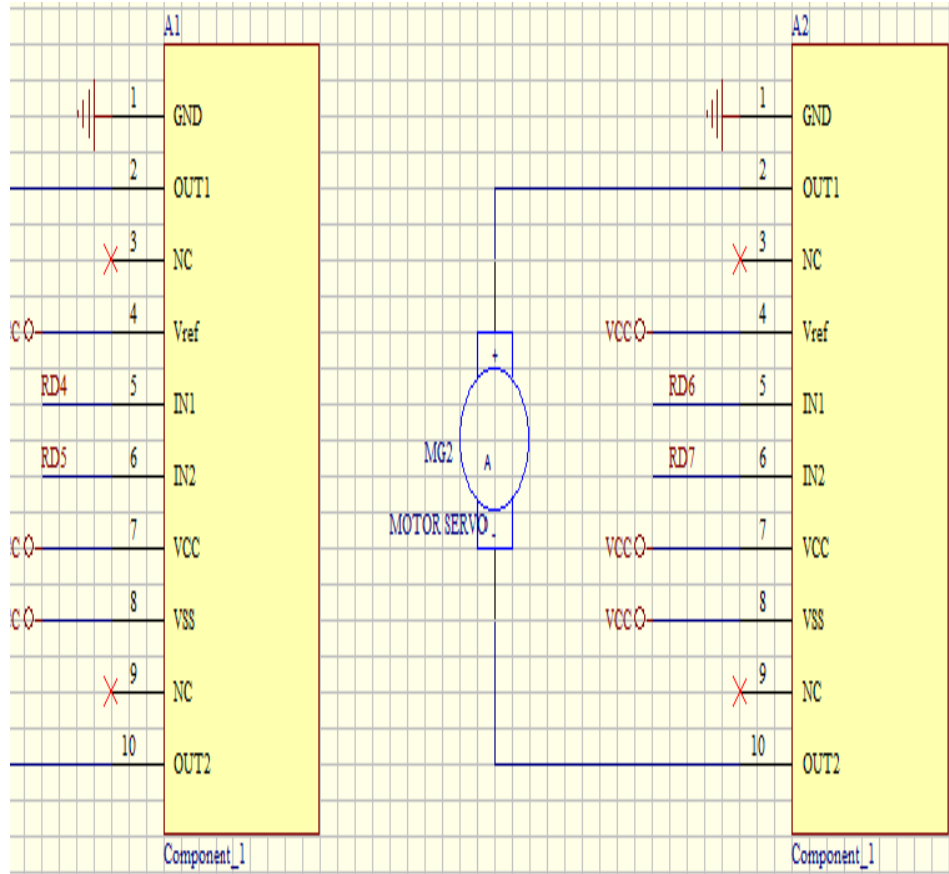 A1
1 GND
2 OUT1
3 NC
4 Vref
RD4 5 IN1
RD5 6 IN2
7 VCC
8 VSS
9 NC
10 OUT2
Component_1
MG2
+
A
MOTOR SERVO
-
A2
1 GND
2 OUT1
3 NC
VCC 4 Vref
RD6 5 IN1
RD7 6 IN2
VCC 7 VCC
VCC 8 VSS
9 NC
10 OUT2
Component_1